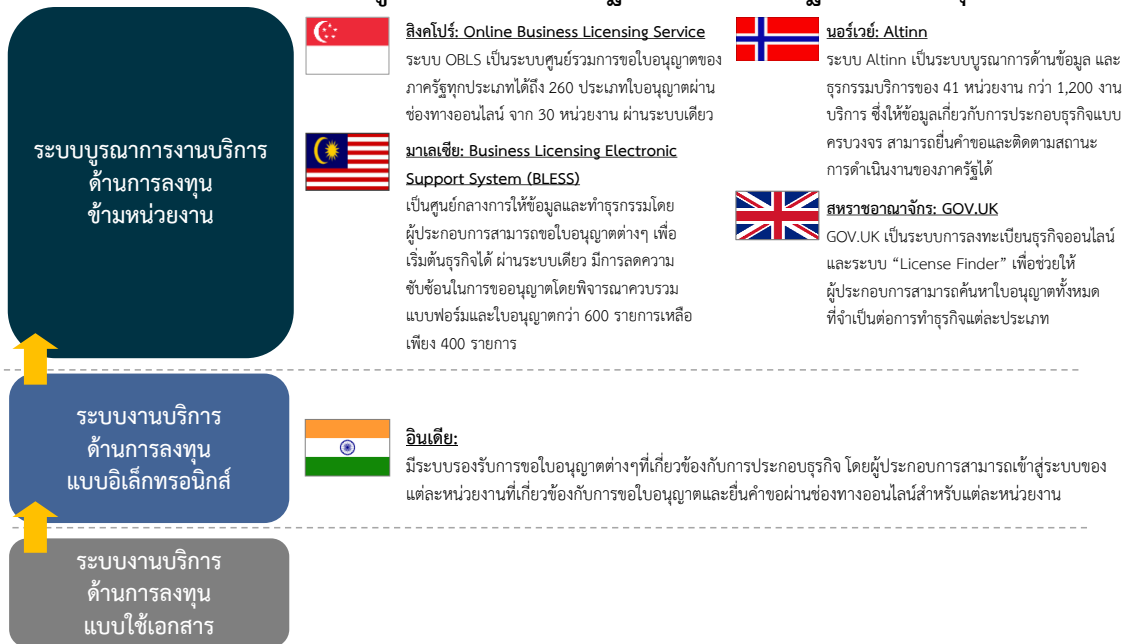 ระบบบูรณาการงานบริการ
ด้านการลงทุน
ข้ามหน่วยงาน
สิงคโปร์: Online Business Licensing Service
ระบบ OBLS เป็นระบบศูนย์รวมการขอใบอนุญาตของ
ภาครัฐทุกประเภทได้ถึง 260 ประเภทใบอนุญาตผ่าน
ช่องทางออนไลน์ จาก 30 หน่วยงาน ผ่านระบบเดียว
มาเลเซีย: Business Licensing Electronic
Support System (BLESS)
เป็นศูนย์กลางการให้ข้อมูลและทำธุรกรรมโดย
ผู้ประกอบการสามารถขอใบอนุญาตต่างๆ เพื่อ
เริ่มต้นธุรกิจได้ ผ่านระบบเดียว มีการลดความ
ซับซ้อนในการขออนุญาตโดยพิจารณาควบรวม
แบบฟอร์มและใบอนุญาตกว่า 600 รายการเหลือ
เพียง 400 รายการ
นอร์เวย์: Altinn
ระบบ Altinn เป็นระบบบูรณาการด้านข้อมูล และ
ธุรกรรมบริการของ 41 หน่วยงาน กว่า 1,200 งาน
บริการ ซึ่งให้ข้อมูลเกี่ยวกับการประกอบธุรกิจแบบ
ครบวงจร สามารถยื่นคำขอและติดตามสถานะ
การดำเนินงานของภาครัฐได้
สหราชอาณาจักร: GOV.UK
GOV.UK เป็นระบบการลงทะเบียนธุรกิจออนไลน์
และระบบ “License Finder” เพื่อช่วยให้
ผู้ประกอบการสามารถค้นหาใบอนุญาตทั้งหมด
ที่จำเป็นต่อการทำธุรกิจแต่ละประเภท
ระบบงานบริการ
ด้านการลงทุน
แบบอิเล็กทรอนิกส์
อินเดีย:
มีระบบรองรับการขอใบอนุญาตต่างๆที่เกี่ยวข้องกับการประกอบธุรกิจ โดยผู้ประกอบการสามารถเข้าสู่ระบบของ
แต่ละหน่วยงานที่เกี่ยวข้องกับการขอใบอนุญาตและยื่นคำขอผ่านช่องทางออนไลน์สำหรับแต่ละหน่วยงาน
ระบบงานบริการ
ด้านการลงทุน
แบบใช้เอกสาร